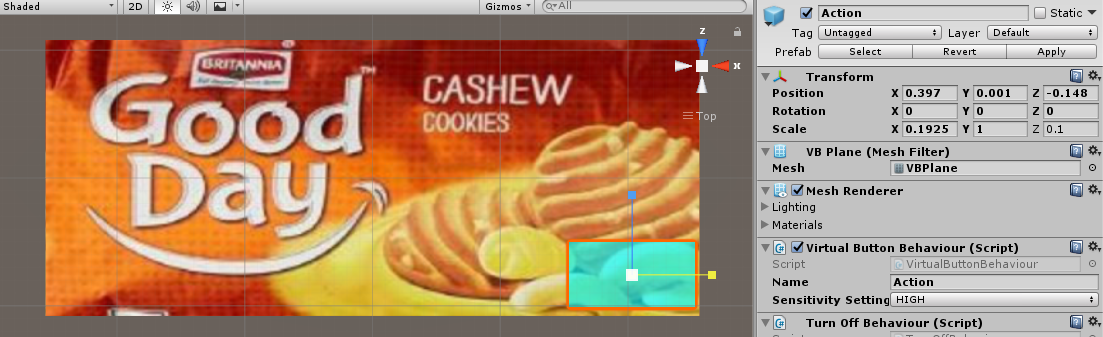 Shaded 2D Gizmos All
BRITANNIA
Good
Day
TM
CASHEW
COOKIES
z
x
Top
Action Static
Tag Untagged Layer Default
Prefab Select Revert Apply
Transform
Position X 0.397 Y 0.001 Z -0.148
Rotation X 0 Y 0 Z 0
Scale X 0.1925 Y 1 Z 0.1
VB Plane (Mesh Filter)
Mesh VBPlane
Mesh Renderer
Lighting
Materials
Virtual Button Behaviour (Script)
Script VirtualButtonBehaviour
Name Action
Sensitivity Setting HIGH
Turn Off Behaviour (Script)